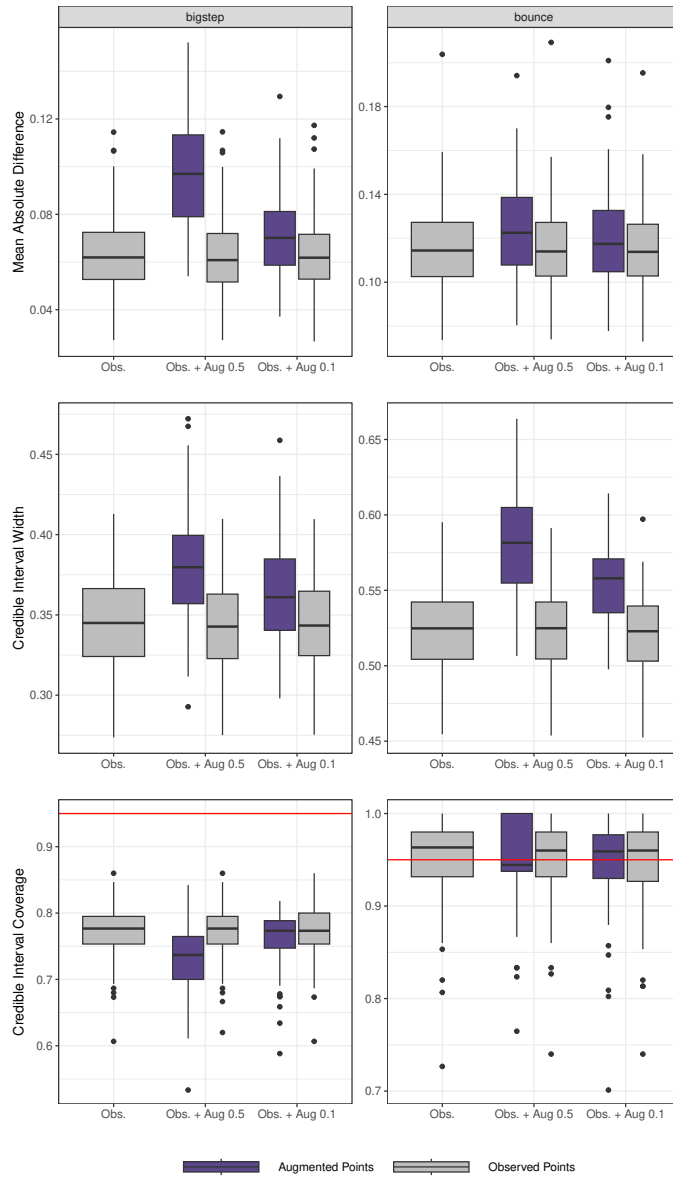 bigstep bounce
Mean Absolute Difference
0.12
0.08
0.04
0.18
0.14
0.10
Obs. Obs. + Aug 0.5 Obs. + Aug 0.1
Obs. Obs. + Aug 0.5 Obs. + Aug 0.1
Credible Interval Width
0.45
0.40
0.35
0.30
0.65
0.60
0.55
0.50
0.45
Obs. Obs. + Aug 0.5 Obs. + Aug 0.1
Obs. Obs. + Aug 0.5 Obs. + Aug 0.1
Credible Interval Coverage
0.9
0.8
0.7
0.6
1.0
0.9
0.8
0.7
Obs. Obs. + Aug 0.5 Obs. + Aug 0.1
Obs. Obs. + Aug 0.5 Obs. + Aug 0.1
Augmented Points Observed Points